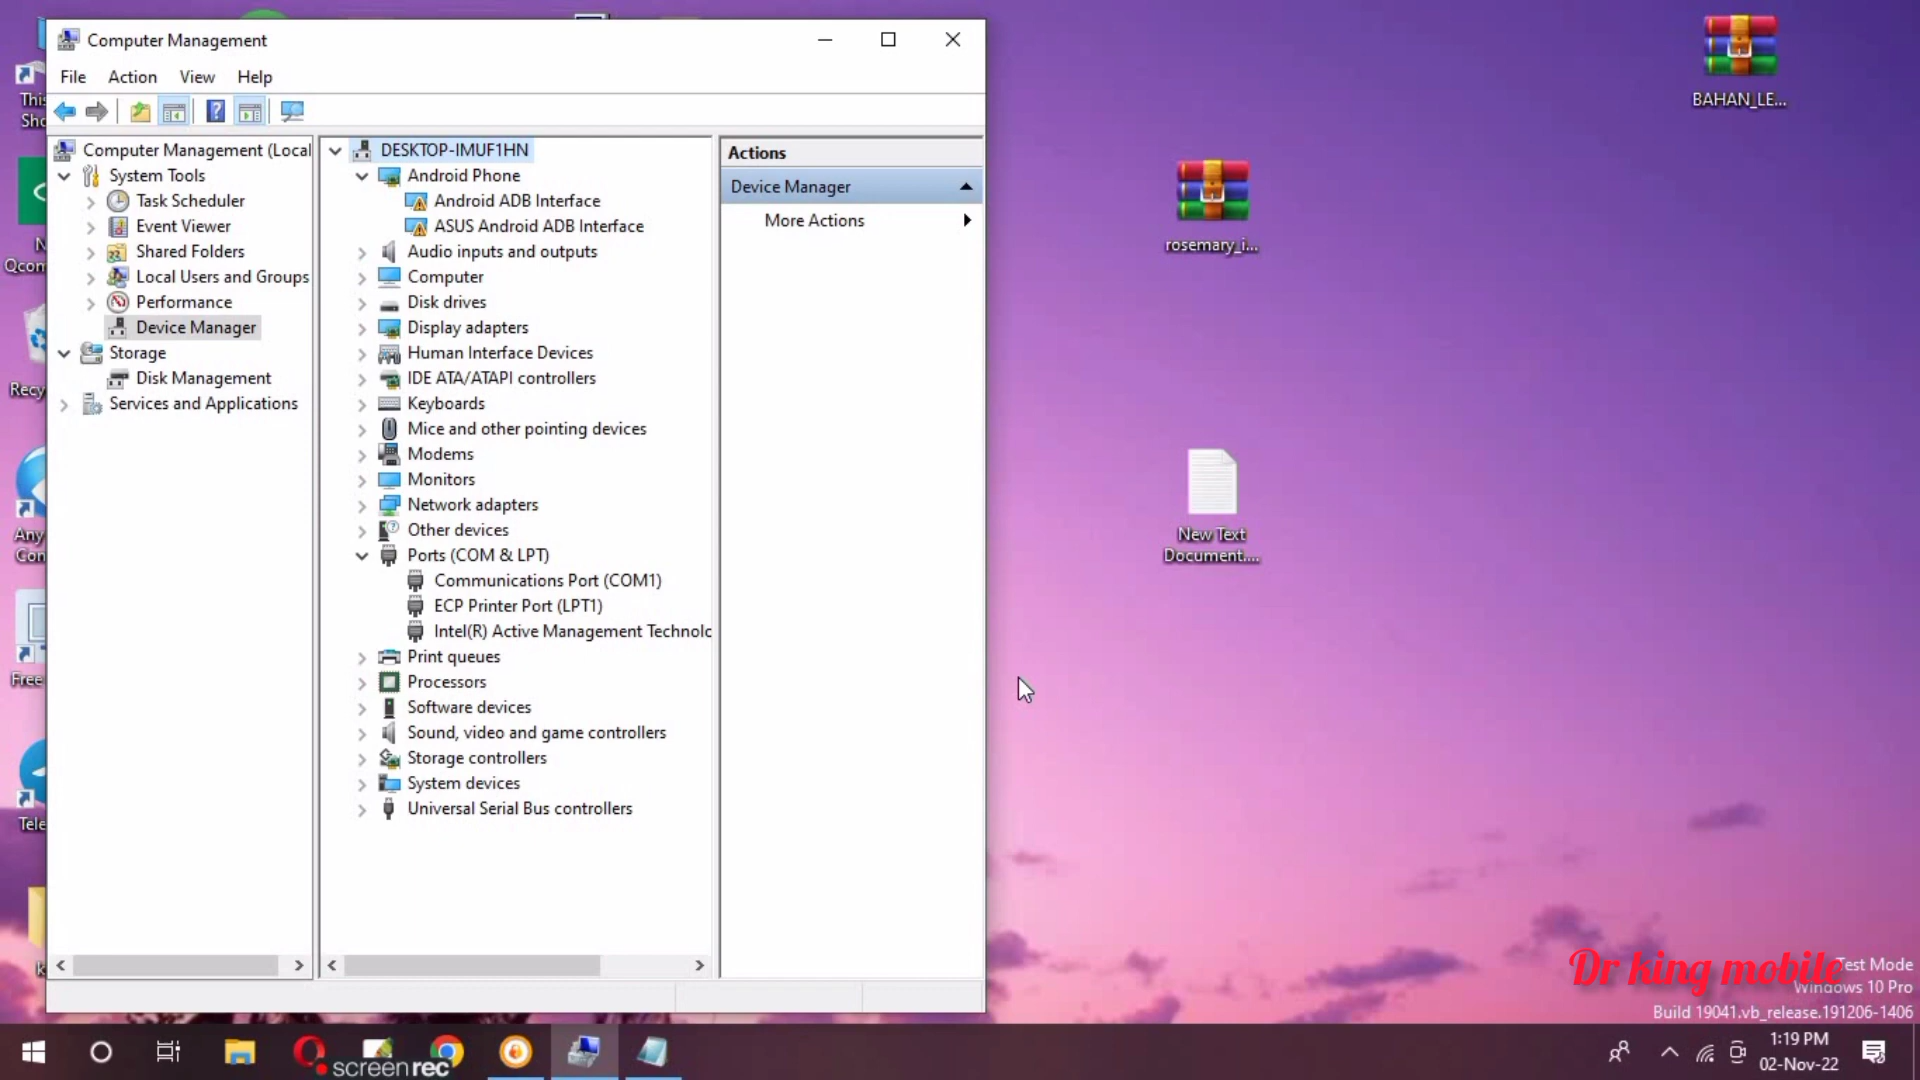 Computer Management
File Action View Help
Computer Management (Local
System Tools
Task Scheduler
Event Viewer
Shared Folders
Local Users and Groups
Performance
Device Manager
Storage
Disk Management
Services and Applications
DESKTOP-IMUF1HN
Android Phone
Android ADB Interface
ASUS Android ADB Interface
Audio inputs and outputs
Computer
Disk drives
Display adapters
Human Interface Devices
IDE ATA/ATAPI controllers
Keyboards
Mice and other pointing devices
Modems
Monitors
Network adapters
Other devices
Ports (COM & LPT)
Communications Port (COM1)
ECP Printer Port (LPT1)
Intel(R) Active Management Technolo
Print queues
Processors
Software devices
Sound, video and game controllers
Storage controllers
System devices
Universal Serial Bus controllers
Actions
Device Manager
More Actions
This
Sho
N
Qcom
Recy
Any
Con
Free
Tele
k
BAHAN_LE...
rosemary_i...
New Text
Document....
Dr king mobile
Test Mode
Windows 10 Pro
Build 19041.vb_release.191206-1406
screenrec
1:19 PM
02-Nov-22